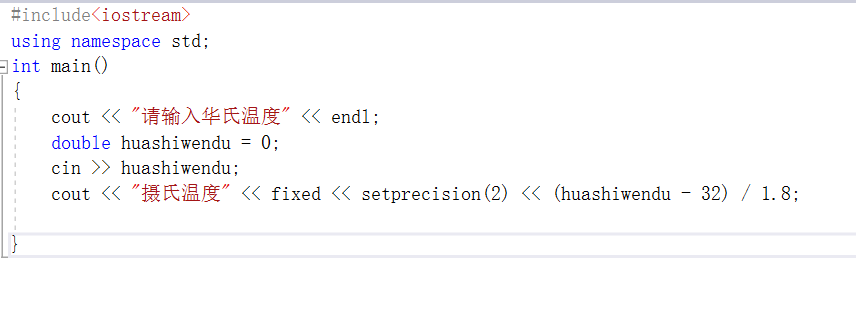 #include<iostream>
using namespace std;
int main()
{
cout << "请输入华氏温度" << endl;
double huashiwendu = 0;
cin >> huashiwendu;
cout << "摄氏温度" << fixed << setprecision(2) << (huashiwendu - 32) / 1.8;
}